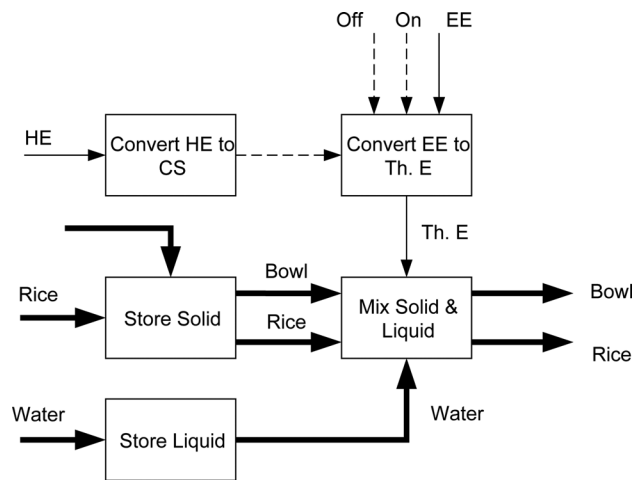 Off On EE
HE
Convert HE to
CS
Convert EE to
Th. E
Th. E
Rice
Store Solid
Bowl
Rice
Mix Solid &
Liquid
Bowl
Rice
Water
Store Liquid
Water